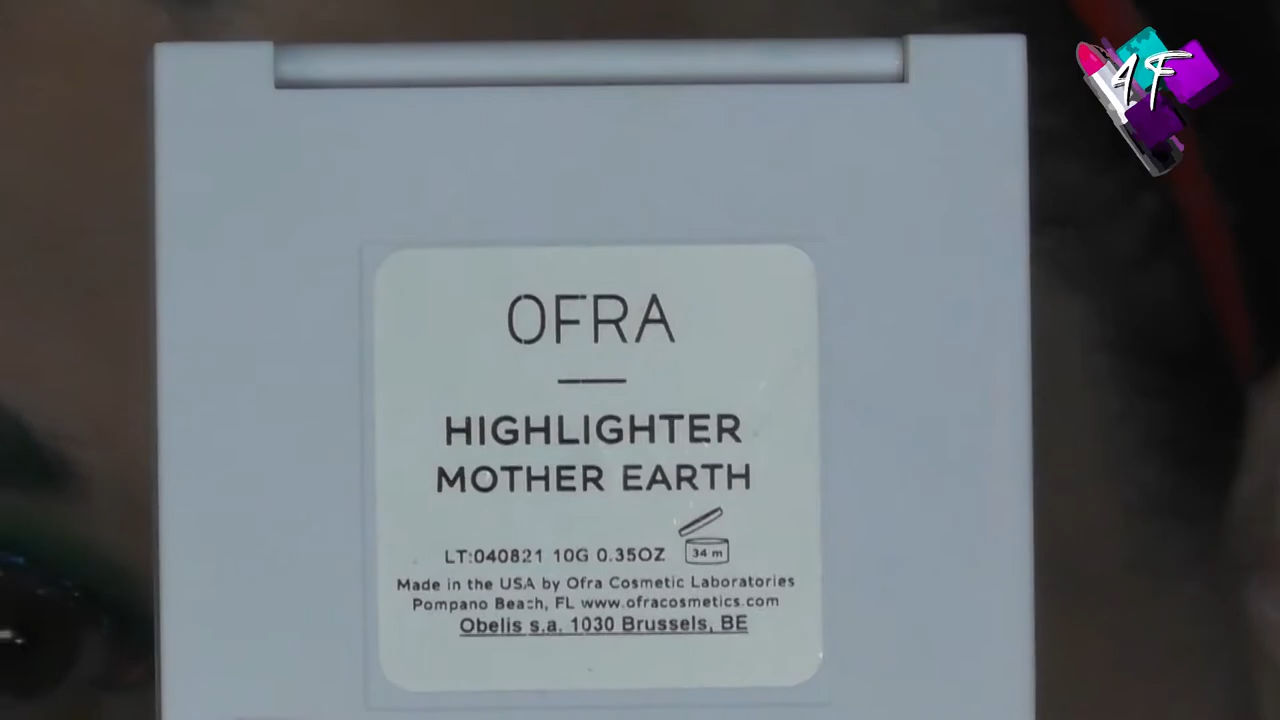 AF
OFRA
HIGHLIGHTER
MOTHER EARTH
LT:040821 10G 0.35OZ
34 m
Made in the USA by Ofra Cosmetic Laboratories
Pompano Beach, FL www.ofracosmetics.com
Obelis s.a. 1030 Brussels, BE